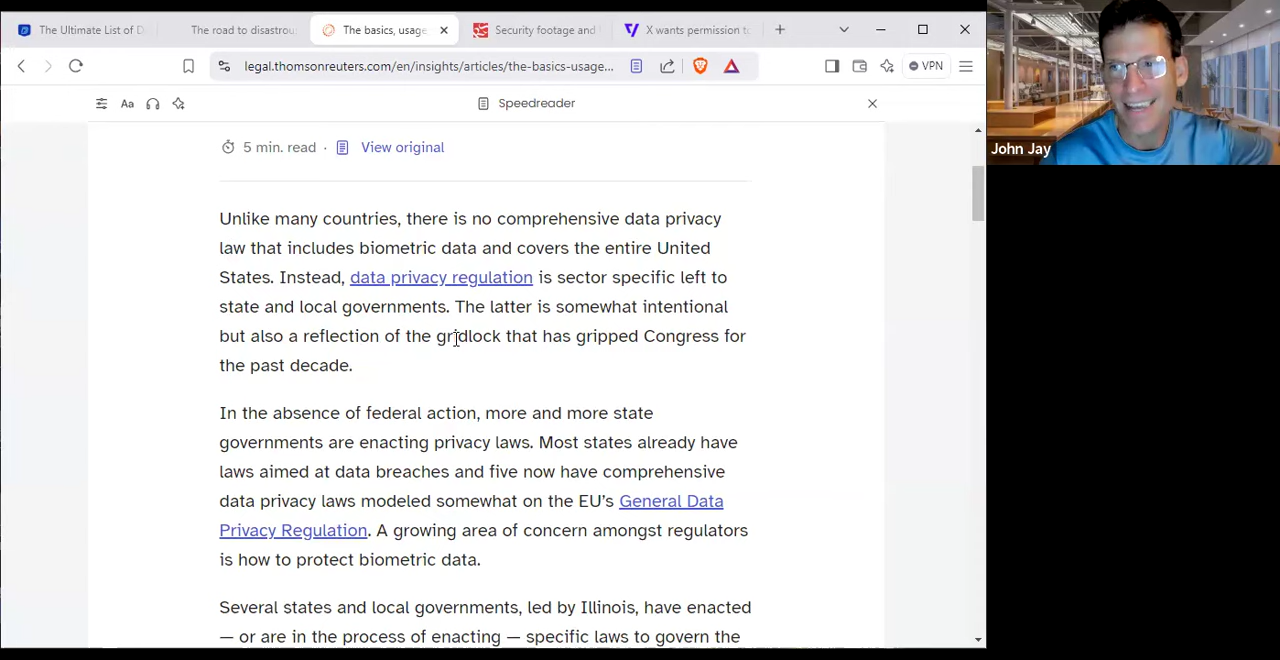 The Ultimate List of D
The road to disastrou
The basics, usage
Security footage and
X wants permission to
legal.thomsonreuters.com/en/insights/articles/the-basics-usage...
VPN
Aa
Speedreader
5 min. read · View original
Unlike many countries, there is no comprehensive data privacy
law that includes biometric data and covers the entire United
States. Instead, data privacy regulation is sector specific left to
state and local governments. The latter is somewhat intentional
but also a reflection of the gridlock that has gripped Congress for
the past decade.
In the absence of federal action, more and more state
governments are enacting privacy laws. Most states already have
laws aimed at data breaches and five now have comprehensive
data privacy laws modeled somewhat on the EU’s General Data
Privacy Regulation. A growing area of concern amongst regulators
is how to protect biometric data.
Several states and local governments, led by Illinois, have enacted
— or are in the process of enacting — specific laws to govern the
John Jay